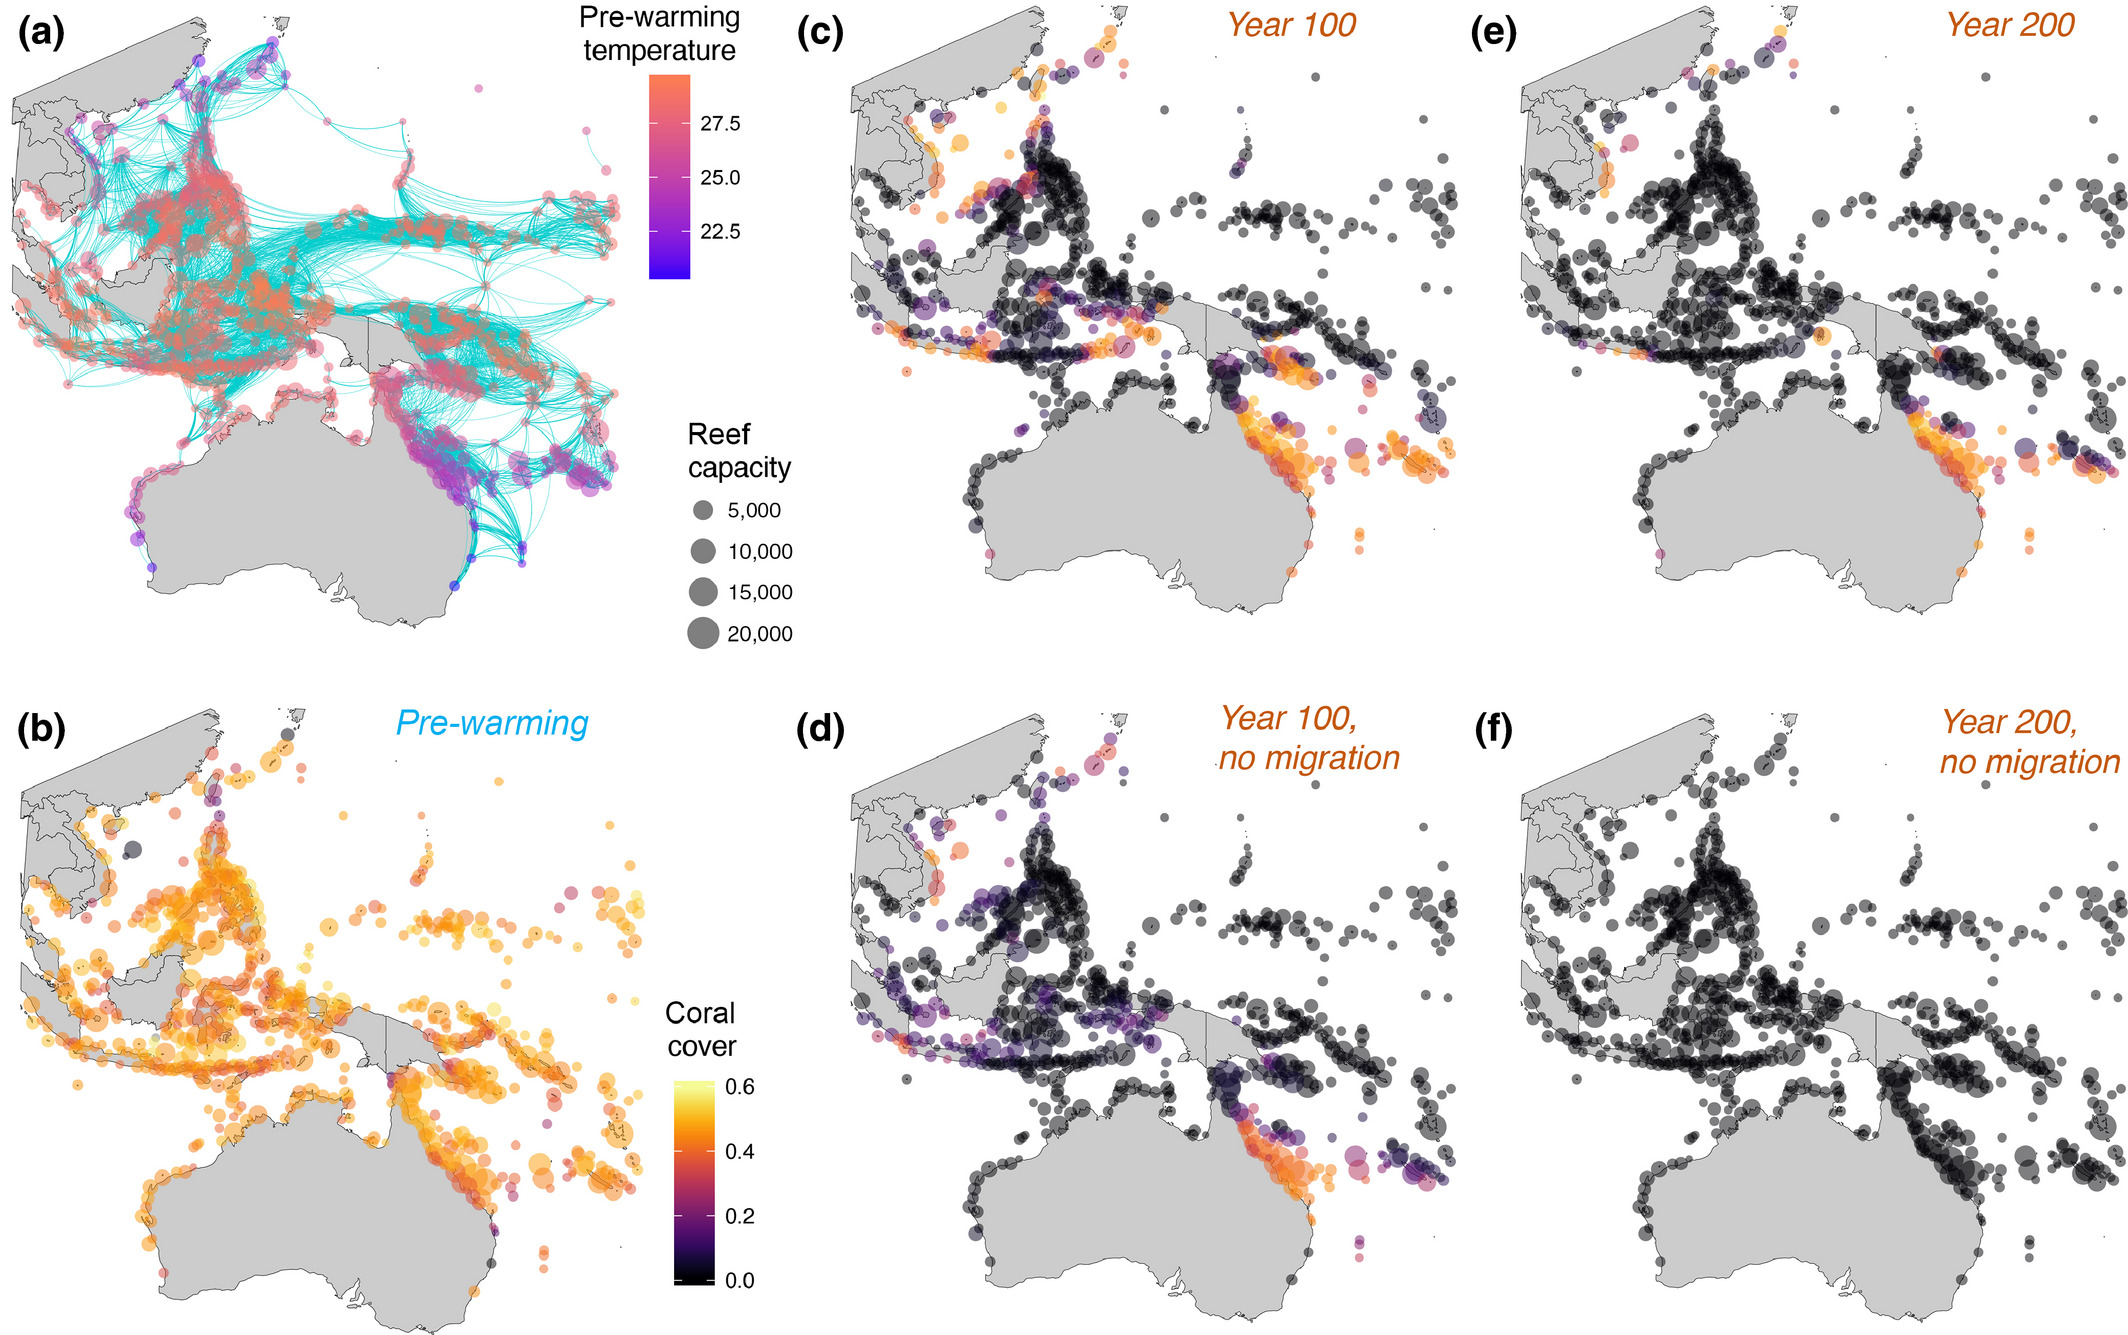 (a)
Pre-warming
temperature
27.5
25.0
22.5
Reef
capacity
5,000
10,000
15,000
20,000
(c)
Year 100
(e)
Year 200
(b)
Pre-warming
Coral
cover
0.6
0.4
0.2
0.0
(d)
Year 100,
no migration
(f)
Year 200,
no migration